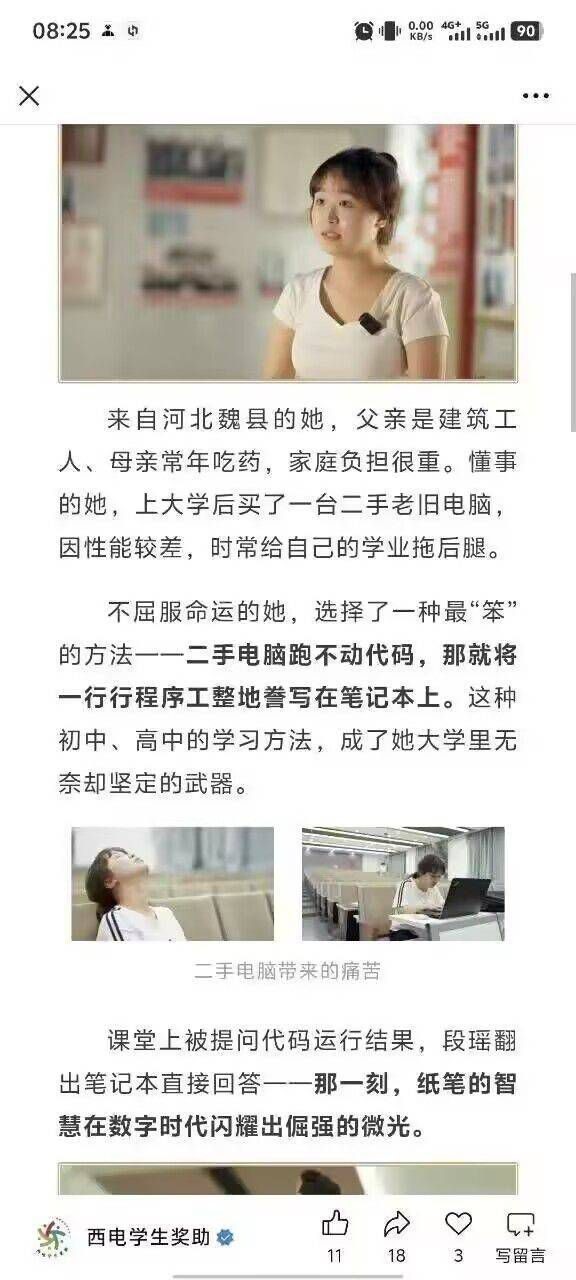 08:25
0.00
KB/s
4G+
5G
90
来自河北魏县的她，父亲是建筑工
人、母亲常年吃药，家庭负担很重。懂事
的她，上大学后买了一台二手老旧电脑，
因性能较差，时常给自己的学业拖后腿。
不屈服命运的她，选择了一种最“笨”
的方法——二手电脑跑不动代码，那就将
一行行程序工整地誊写在笔记本上。这种
初中、高中的学习方法，成了她大学里无
奈却坚定的武器。
二手电脑带来的痛苦
课堂上被提问代码运行结果，段瑶翻
出笔记本直接回答——那一刻，纸笔的智
慧在数字时代闪耀出倔强的微光。
西电学生奖助
11
18
3
写留言